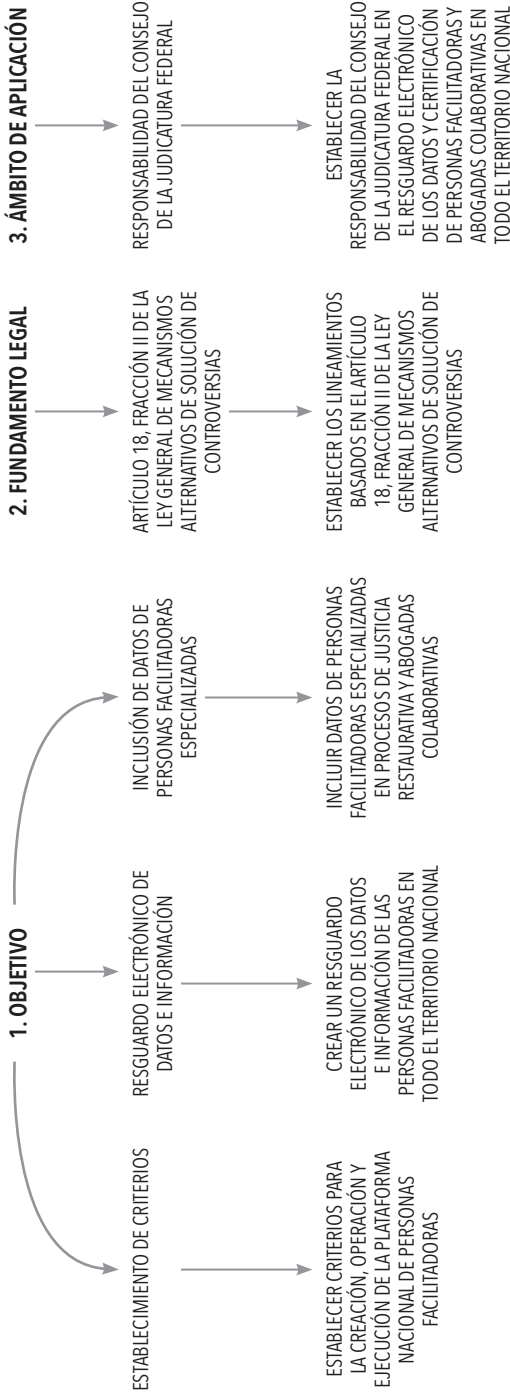 1. OBJETIVO
ESTABLECIMIENTO DE CRITERIOS
ESTABLECER CRITERIOS PARA
LA CREACIÓN, OPERACIÓN Y
EJECUCIÓN DE LA PLATAFORMA
NACIONAL DE PERSONAS
FACILITADORAS
RESGUARDO ELECTRÓNICO DE
DATOS E INFORMACIÓN
CREAR UN RESGUARDO
ELECTRÓNICO DE LOS DATOS
E INFORMACIÓN DE LAS
PERSONAS FACILITADORAS EN
TODO EL TERRITORIO NACIONAL
INCLUSIÓN DE DATOS DE
PERSONAS FACILITADORAS
ESPECIALIZADAS
INCLUIR DATOS DE PERSONAS
FACILITADORAS ESPECIALIZADAS
EN PROCESOS DE JUSTICIA
RESTAURATIVA Y ABOGADAS
COLABORATIVAS
2. FUNDAMENTO LEGAL
ARTÍCULO 18, FRACCIÓN II DE LA
LEY GENERAL DE MECANISMOS
ALTERNATIVOS DE SOLUCIÓN DE
CONTROVERSIAS
ESTABLECER LOS LINEAMIENTOS
BASADOS EN EL ARTÍCULO
18, FRACCIÓN II DE LA LEY
GENERAL DE MECANISMOS
ALTERNATIVOS DE SOLUCIÓN DE
CONTROVERSIAS
3. ÁMBITO DE APLICACIÓN
RESPONSABILIDAD DEL CONSEJO
DE LA JUDICATURA FEDERAL
ESTABLECER LA
RESPONSABILIDAD DEL CONSEJO
DE LA JUDICATURA FEDERAL EN
EL RESGUARDO ELECTRÓNICO
DE LOS DATOS Y CERTIFICACIÓN
DE PERSONAS FACILITADORAS Y
ABOGADAS COLABORATIVAS EN
TODO EL TERRITORIO NACIONAL